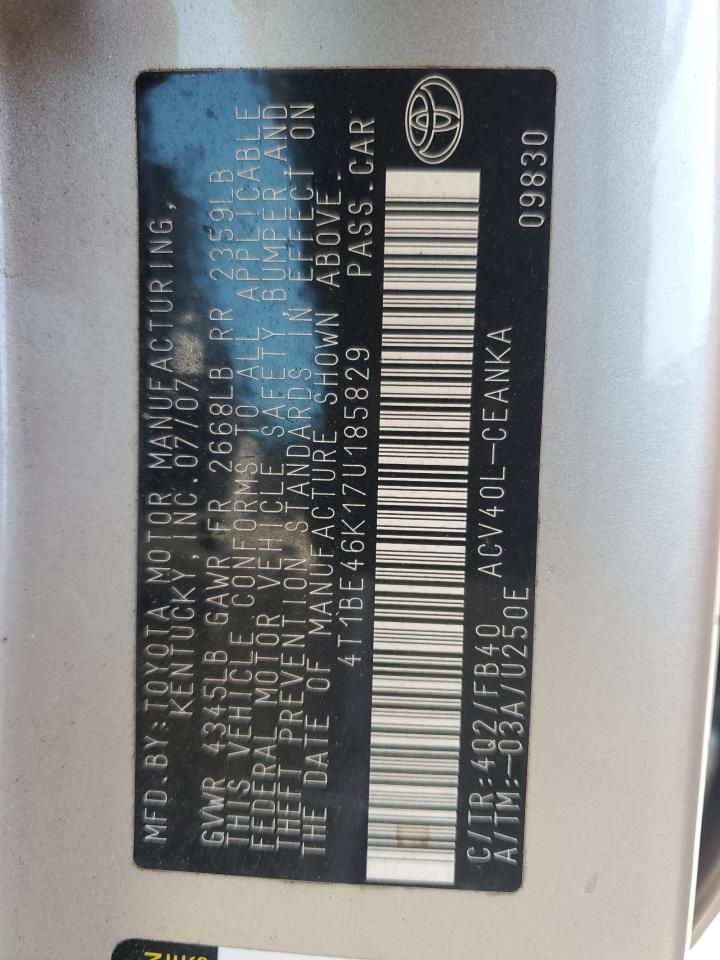 MFD.BY:TOYOTA MOTOR MANUFACTURING,
KENTUCKY,INC.07/07
GVWR 4345LB GAWR FR 2668LB RR 2359LB
THIS VEHICLE CONFORMS TO ALL APPLICABLE
FEDERAL MOTOR VEHICLE SAFETY,BUMPER AND
THEFT PREVENTION STANDARDS IN EFFECT ON
THE DATE OF MANUFACTURE SHOWN ABOVE.
4T1BE46K17U185829 PASS.CAR
C/TR:4Q2/FB40 ACV40L-CEANKA
A/TM:-03A/U250E 09830